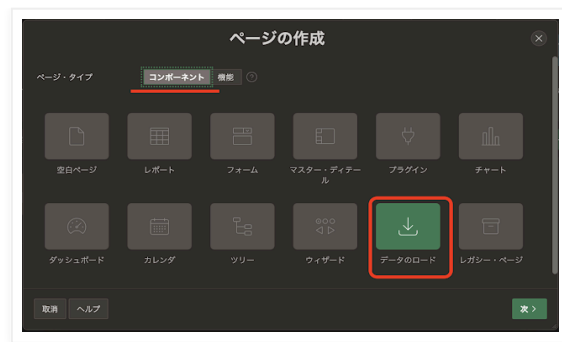 ページの作成
ページ・タイプ
コンポーネント 機能
空白ページ
レポート
フォーム
マスター・ディテー
ル
プラグイン
チャート
ダッシュボード
カレンダ
ツリー
ウィザード
データのロード
レガシー・ページ
取消 ヘルプ
次